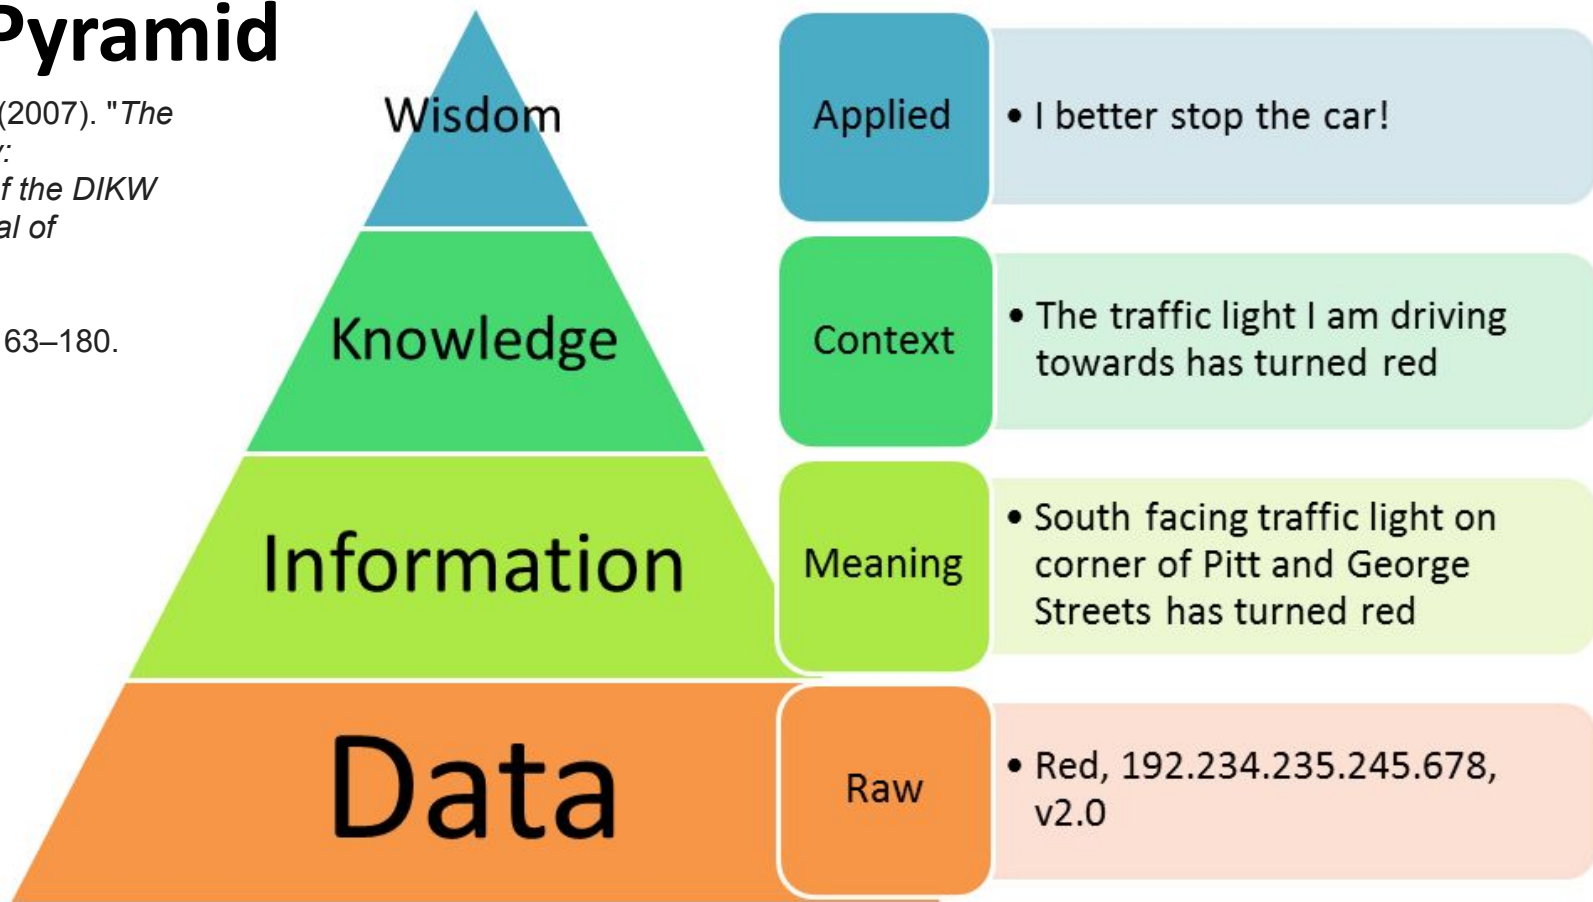 Pyramid
(2007). "The
y:
f the DIKW
al of
63–180.
Wisdom
Applied
• I better stop the car!
Knowledge
Context
• The traffic light I am driving
towards has turned red
Information
Meaning
• South facing traffic light on
corner of Pitt and George
Streets has turned red
Data
Raw
• Red, 192.234.235.245.678,
v2.0